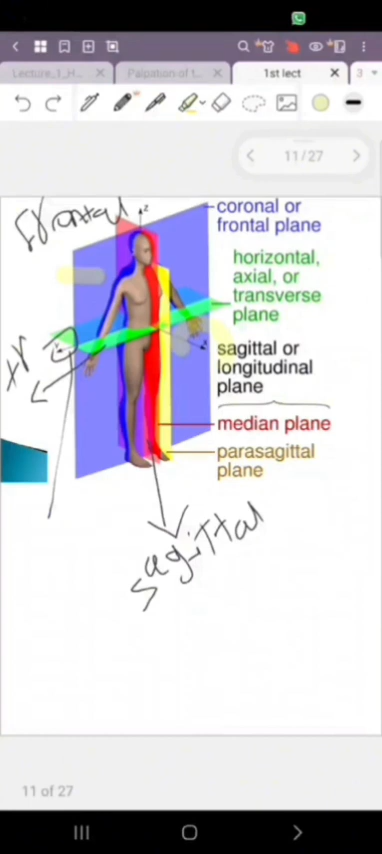 Lecture_1_H...
Palpation of t...
1st lect
3
11/27
frontal
z
coronal or
frontal plane
horizontal,
axial, or
transverse
plane
sagittal or
longitudinal
plane
median plane
parasagittal
plane
sagittal
11 of 27